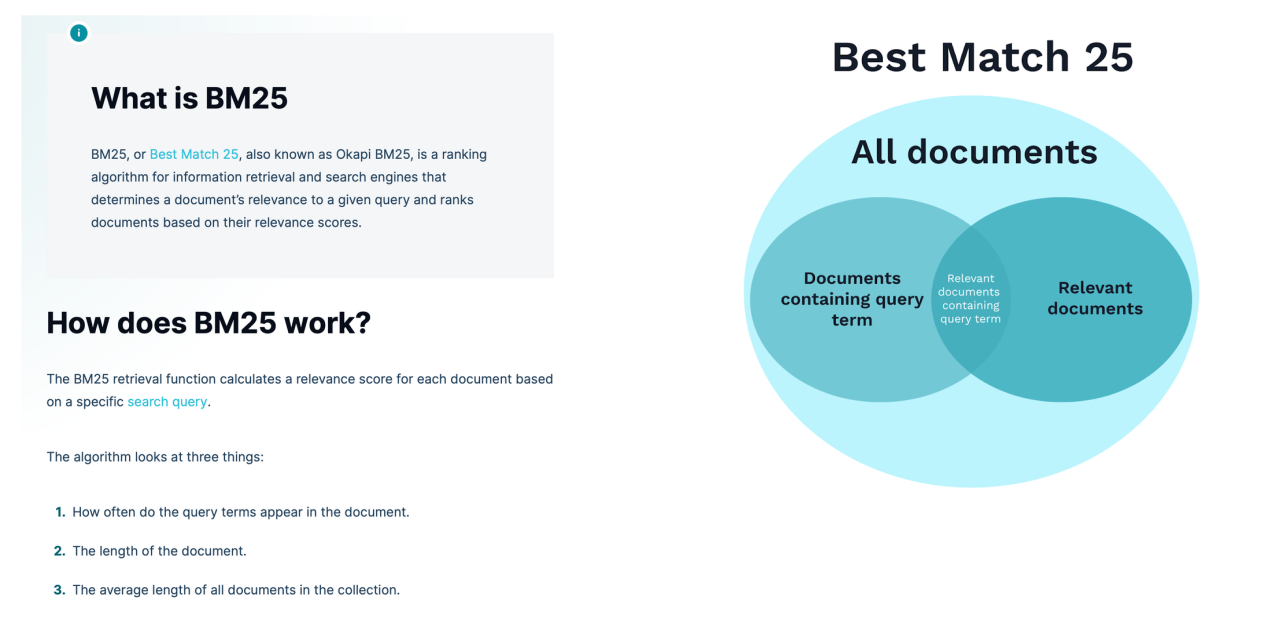 i
What is BM25
BM25, or Best Match 25, also known as Okapi BM25, is a ranking
algorithm for information retrieval and search engines that
determines a document’s relevance to a given query and ranks
documents based on their relevance scores.
How does BM25 work?
The BM25 retrieval function calculates a relevance score for each document based
on a specific search query.
The algorithm looks at three things:
1. How often do the query terms appear in the document.
2. The length of the document.
3. The average length of all documents in the collection.
Best Match 25
All documents
Documents
containing query
term
Relevant
documents
containing
query term
Relevant
documents